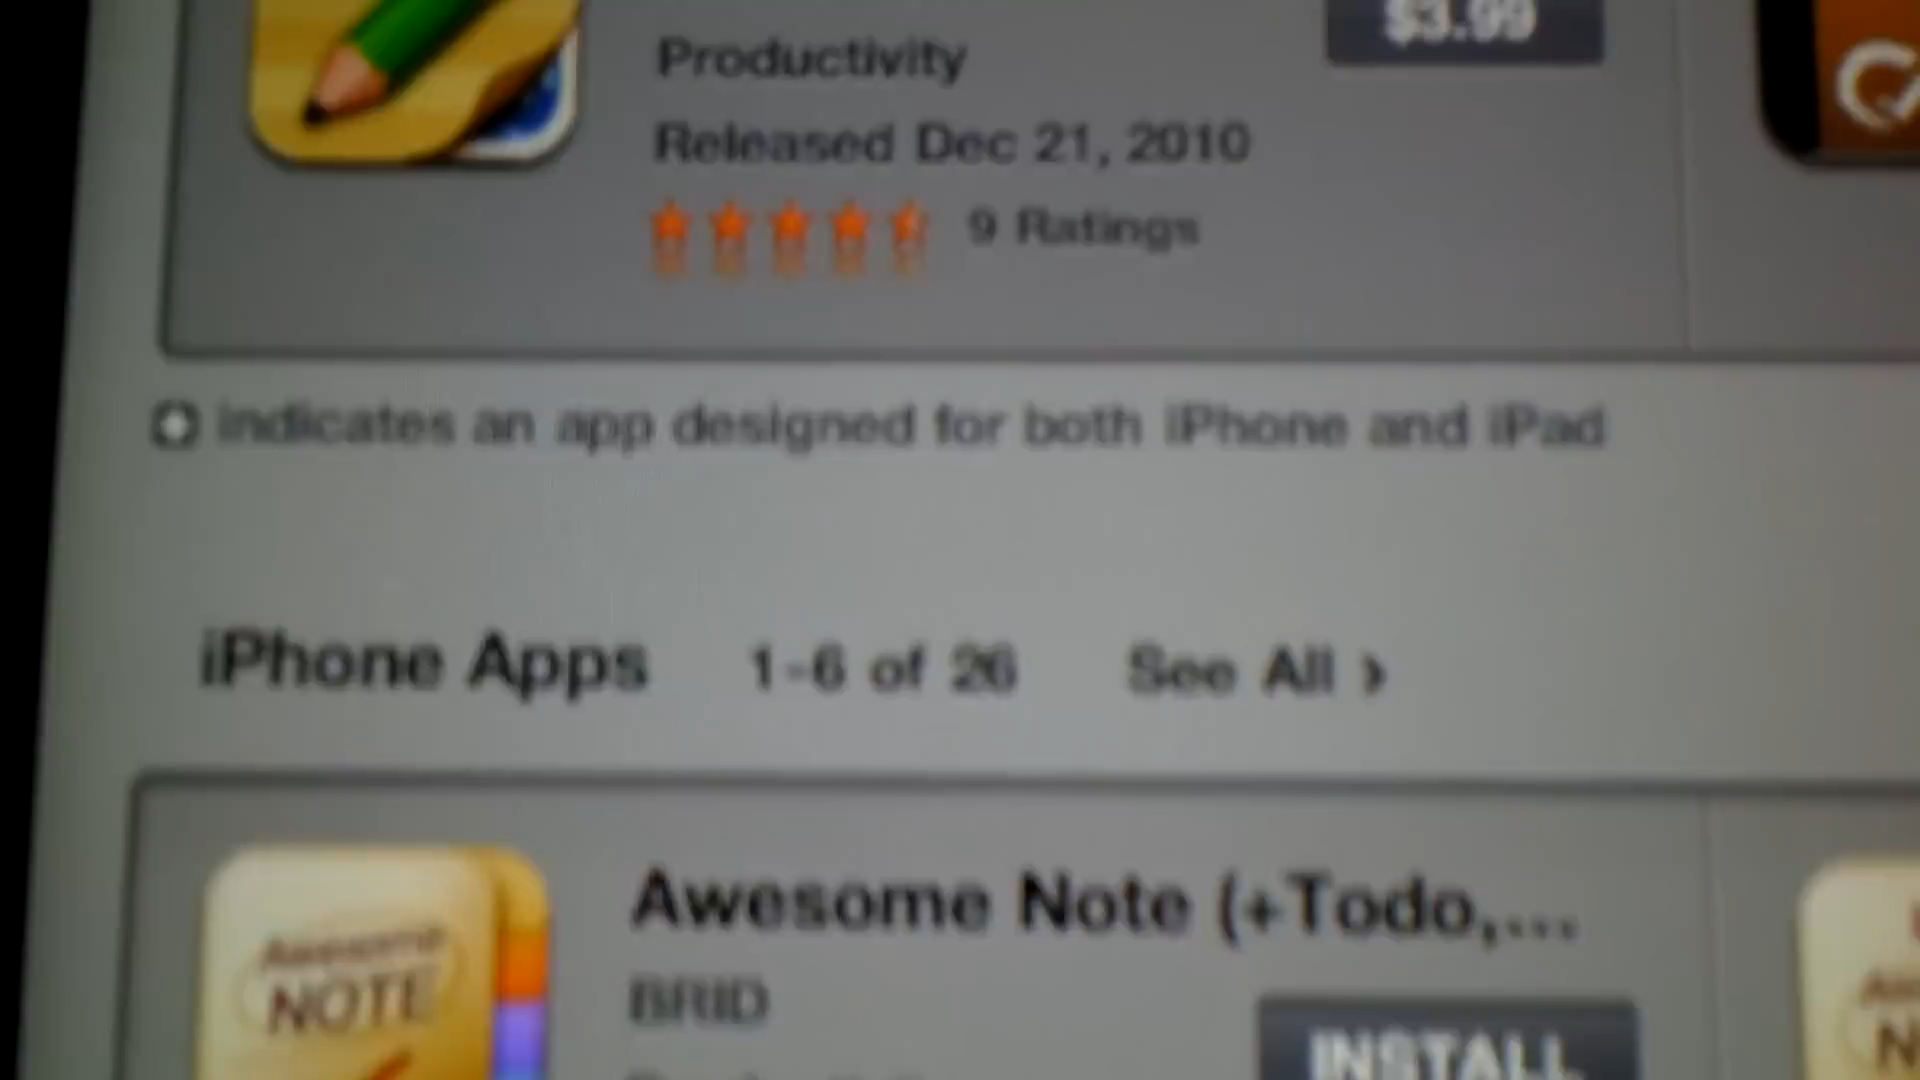 $3.99
Productivity
Released Dec 21, 2010
9 Ratings
indicates an app designed for both iPhone and iPad
iPhone Apps 1-6 of 26 See All >
Awesome Note (+Todo,...
BRID
INSTALL
Awesome
NOTE